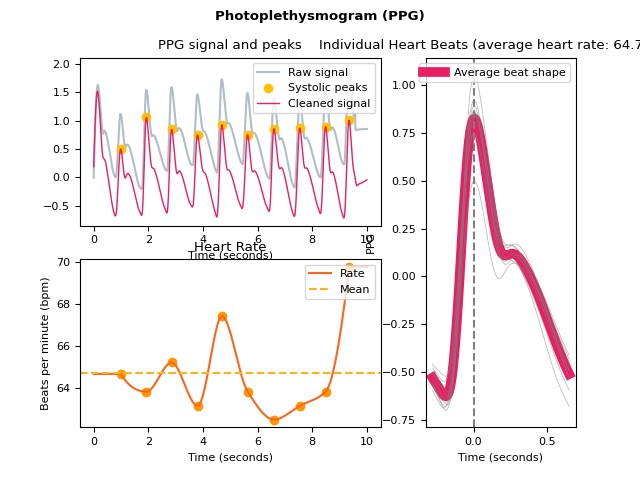 Photoplethysmogram (PPG)
PPG signal and peaks
Individual Heart Beats (average heart rate: 64.7
2.0
1.5
1.0
0.5
0.0
−0.5
Raw signal
Systolic peaks
Cleaned signal
0
2
4
6
8
10
Time (seconds)
Heart Rate
70
68
66
64
Beats per minute (bpm)
Rate
Mean
0
2
4
6
8
10
Time (seconds)
PPG
1.00
0.75
0.50
0.25
0.00
−0.25
−0.50
−0.75
Average beat shape
0.0
0.5
Time (seconds)